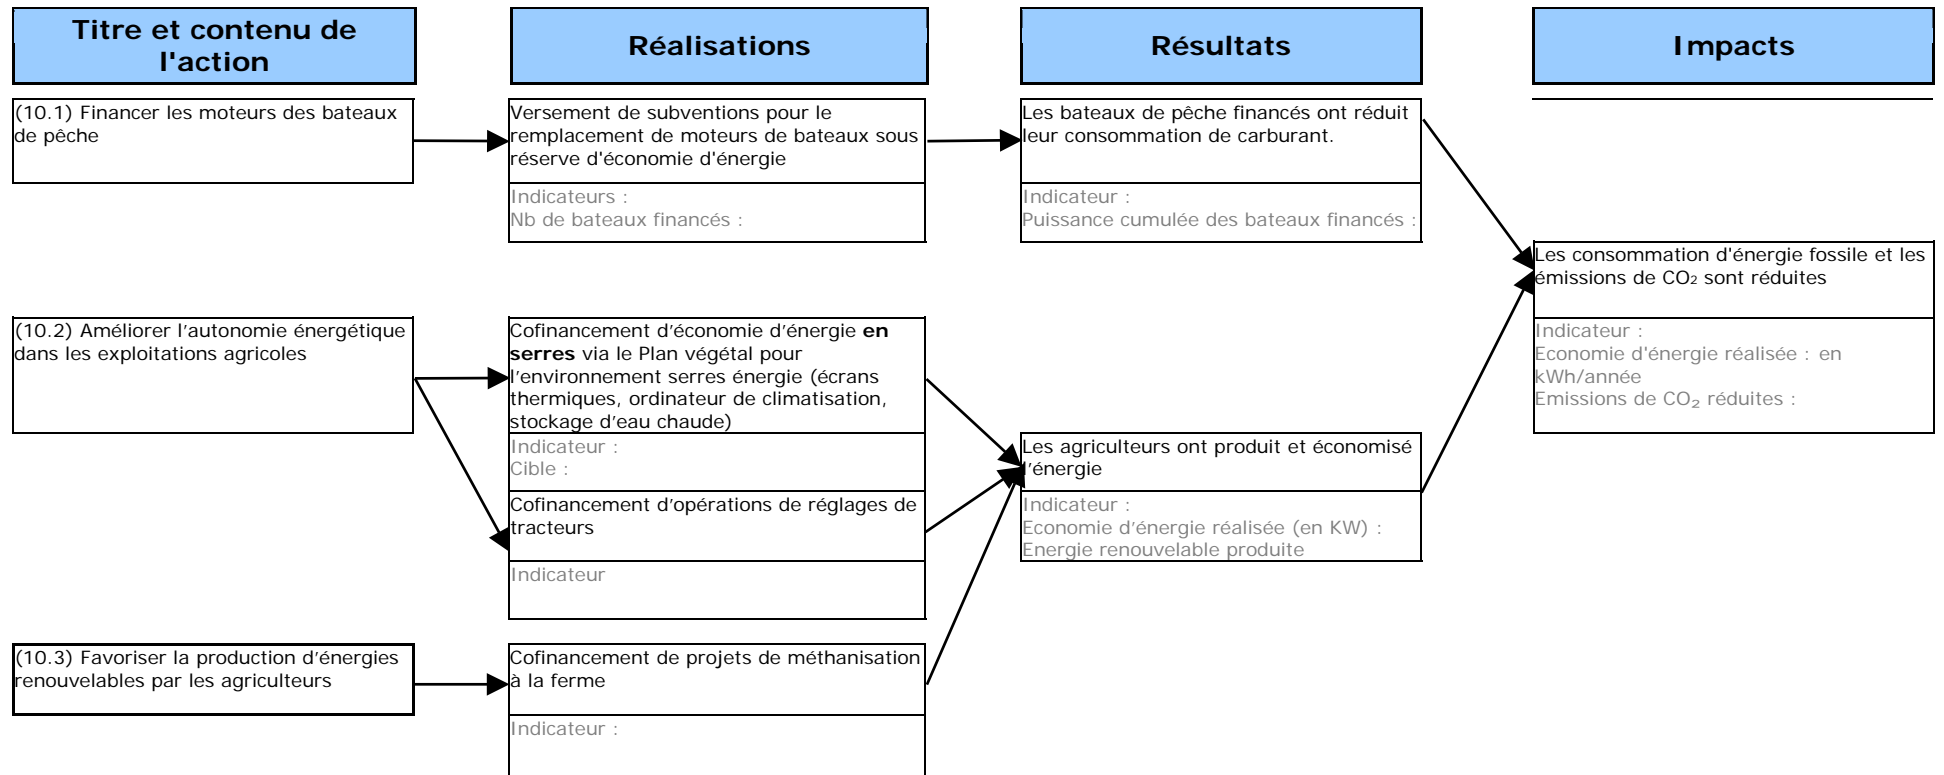 Titre et contenu de
l'action
Réalisations
Résultats
Impacts
(10.1) Financer les moteurs des bateaux
de pêche
Versement de subventions pour le
remplacement de moteurs de bateaux sous
réserve d'économie d'énergie
Indicateurs :
Nb de bateaux financés :
Les bateaux de pêche financés ont réduit
leur consommation de carburant.
Indicateur :
Puissance cumulée des bateaux financés :
Les consommation d'énergie fossile et les
émissions de CO₂ sont réduites
Indicateur :
Economie d'énergie réalisée : en
kWh/année
Emissions de CO₂ réduites :
(10.2) Améliorer l’autonomie énergétique
dans les exploitations agricoles
Cofinancement d’économie d’énergie en
serres via le Plan végétal pour
l’environnement serres énergie (écrans
thermiques, ordinateur de climatisation,
stockage d’eau chaude)
Indicateur :
Cible :
Cofinancement d’opérations de réglages de
tracteurs
Indicateur
Les agriculteurs ont produit et économisé
l’énergie
Indicateur :
Economie d’énergie réalisée (en KW) :
Energie renouvelable produite
(10.3) Favoriser la production d’énergies
renouvelables par les agriculteurs
Cofinancement de projets de méthanisation
à la ferme
Indicateur :